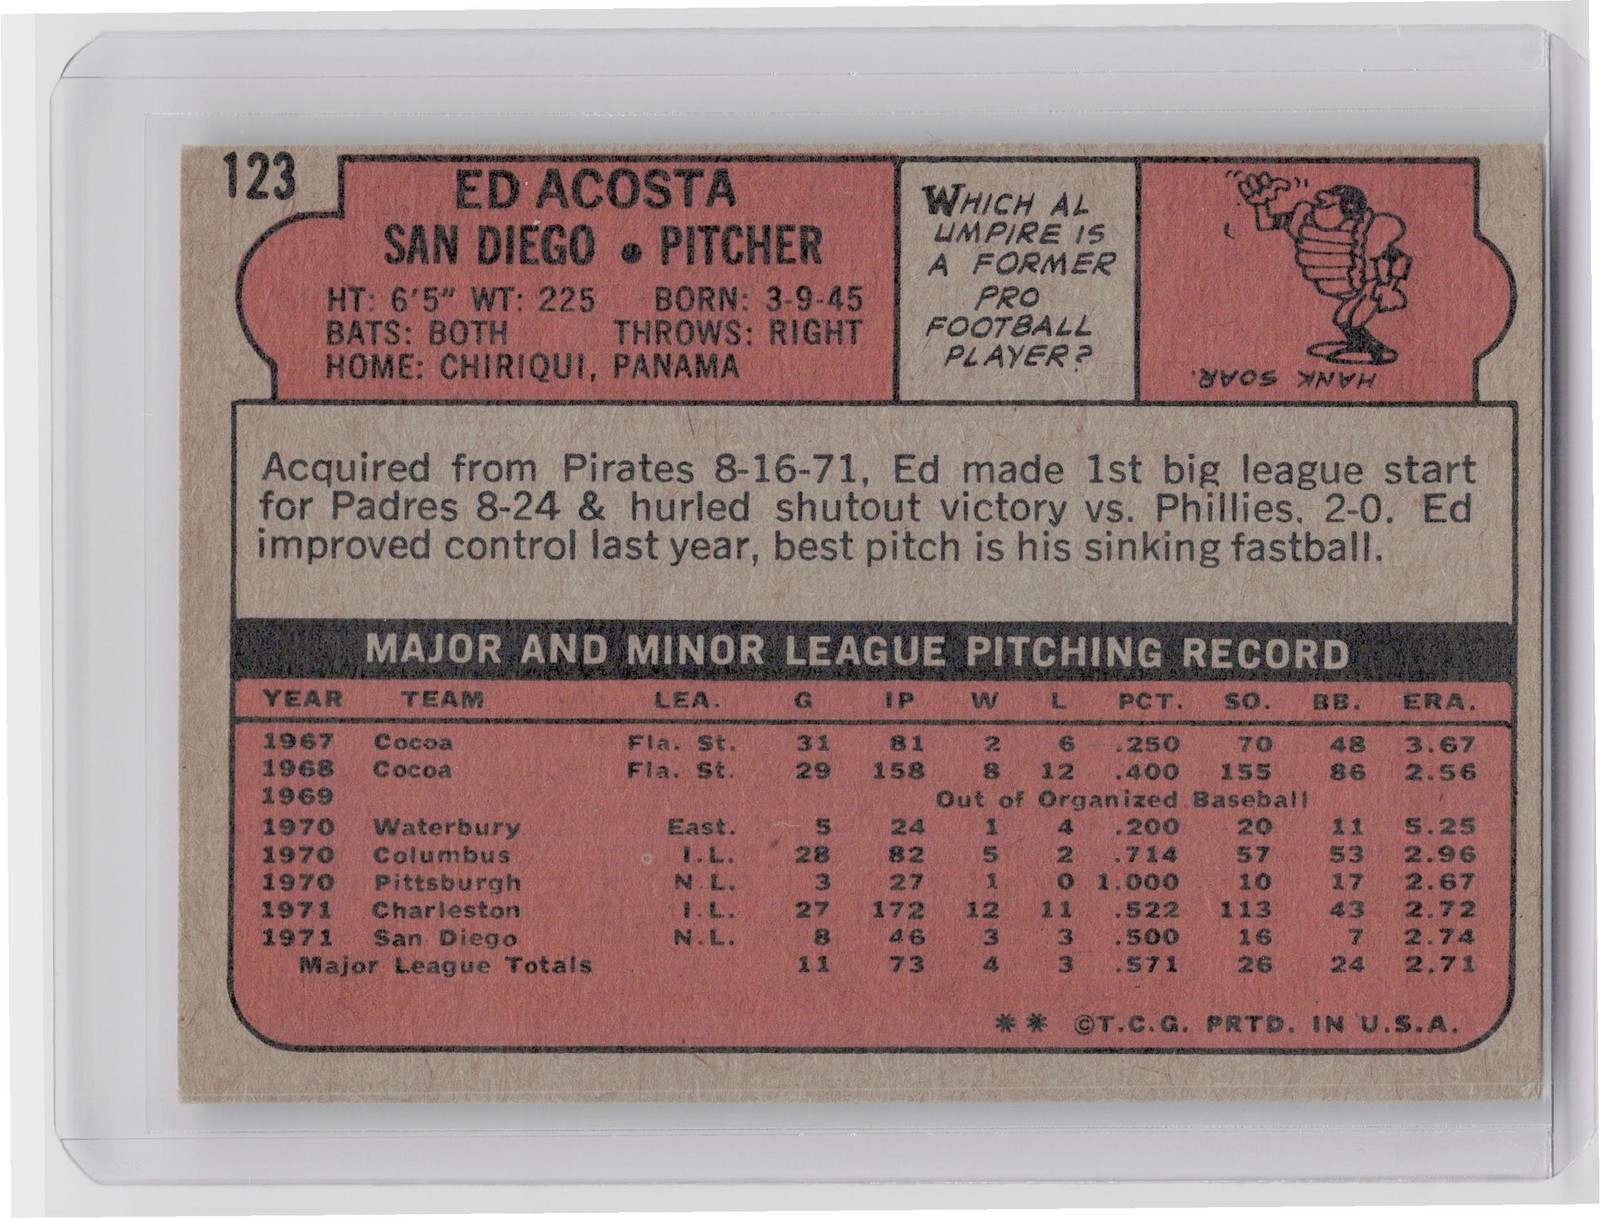 123
ED ACOSTA
SAN DIEGO • PITCHER
HT: 6'5" WT: 225 BORN: 3-9-45
BATS: BOTH THROWS: RIGHT
HOME: CHIRIQUI, PANAMA
WHICH AL
UMPIRE IS
A FORMER
PRO
FOOTBALL
PLAYER?
HANK SOAR.
Acquired from Pirates 8-16-71, Ed made 1st big league start
for Padres 8-24 & hurled shutout victory vs. Phillies. 2-0. Ed
improved control last year, best pitch is his sinking fastball.
MAJOR AND MINOR LEAGUE PITCHING RECORD
YEAR TEAM LEA. G IP W L PCT. SO. BB. ERA.
1967 Cocoa Fla. St. 31 81 2 6 .250 70 48 3.67
1968 Cocoa Fla. St. 29 158 8 12 .400 155 86 2.56
1969 Out of Organized Baseball
1970 Waterbury East. 5 24 1 4 .200 20 11 5.25
1970 Columbus I.L. 28 82 5 2 .714 57 53 2.96
1970 Pittsburgh N.L. 3 27 1 0 1.000 10 17 2.67
1971 Charleston I.L. 27 172 12 11 .522 113 43 2.72
1971 San Diego N.L. 8 46 3 3 .500 16 7 2.74
Major League Totals 11 73 4 3 .571 26 24 2.71
** ©T.C.G. PRTD. IN U.S.A.